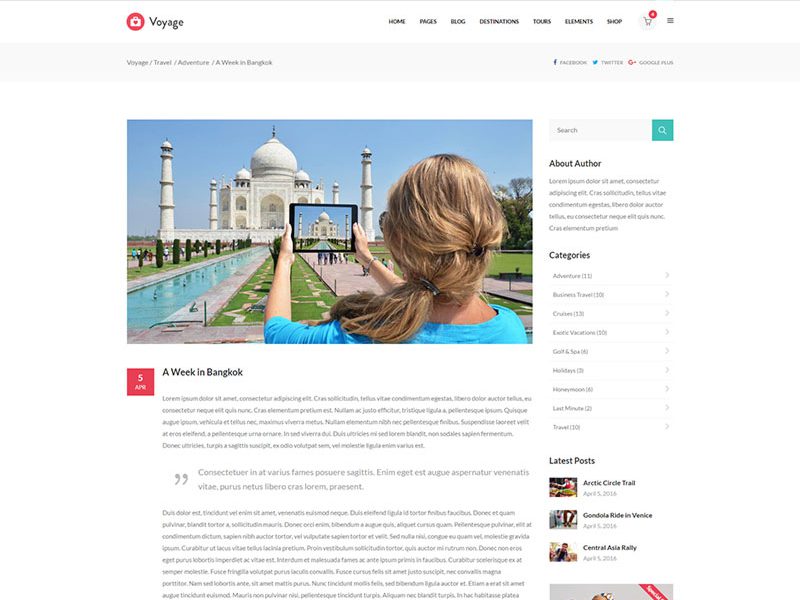 Voyage
HOME PAGES BLOG DESTINATIONS TOURS ELEMENTS SHOP
4
Voyage / Travel / Adventure / A Week in Bangkok
FACEBOOK TWITTER GOOGLE PLUS
Search
About Author
Lorem ipsum dolor sit amet, consectetur
adipiscing elit. Cras sollicitudin, tellus vitae
condimentum egestas, libero dolor auctor
tellus, eu consectetur neque elit quis nunc.
Cras elementum pretium
Categories
Adventure (11)
Business Travel (10)
Cruises (13)
Exotic Vacations (10)
Golf & Spa (6)
Holidays (3)
Honeymoon (6)
Last Minute (2)
Travel (10)
Latest Posts
Arctic Circle Trail
April 5, 2016
Gondola Ride in Venice
April 5, 2016
Central Asia Rally
April 5, 2016
Special
5
APR
A Week in Bangkok
Lorem ipsum dolor sit amet, consectetur adipiscing elit. Cras sollicitudin, tellus vitae condimentum egestas, libero dolor auctor tellus, eu
consectetur neque elit quis nunc. Cras elementum pretium est. Nullam ac justo efficitur, tristique ligula a, pellentesque ipsum. Quisque
augue ipsum, vehicula et tellus nec, maximus viverra metus. Nullam elementum nibh nec pellentesque finibus. Suspendisse laoreet velit
at eros eleifend, a pellentesque urna ornare. In sed viverra dui. Duis ultricies mi sed lorem blandit, non sodales sapien fermentum.
Donec ultricies, turpis a sagittis suscipit, ex odio volutpat sem, vel molestie ligula enim varius est.
Consectetuer in at varius fames posuere sagittis. Enim eget est augue aspernatur venenatis
vitae, purus netus libero cras lorem, praesent.
Duis dolor est, tincidunt vel enim sit amet, venenatis euismod neque. Duis eleifend ligula id tortor finibus faucibus. Donec et quam
pulvinar, blandit tortor a, sollicitudin mauris. Donec orci enim, bibendum a augue quis, aliquet cursus quam. Pellentesque pulvinar, elit at
condimentum dictum, sapien nibh auctor tortor, vel vulputate sapien tortor et velit. Sed nulla nisi, congue eu quam vel, molestie gravida
ipsum. Curabitur ut lacus vitae tellus lacinia pretium. Proin vestibulum sollicitudin tortor, quis auctor mi rutrum non. Donec non eros
eget purus lobortis imperdiet ac vitae est. Interdum et malesuada fames ac ante ipsum primis in faucibus. Curabitur scelerisque ex at
semper molestie. Fusce fringilla volutpat purus iaculis convallis. Fusce cursus felis sit amet nisl suscipit, nec convallis magna
porttitor. Nam sed lobortis ante, sit amet mattis purus. Nunc tincidunt mollis felis, sed bibendum ligula auctor et. Etiam a erat sit amet
augue tincidunt euismod. Mauris non pulvinar nisi, pellentesque tincidunt odio. Donec rutrum magna non